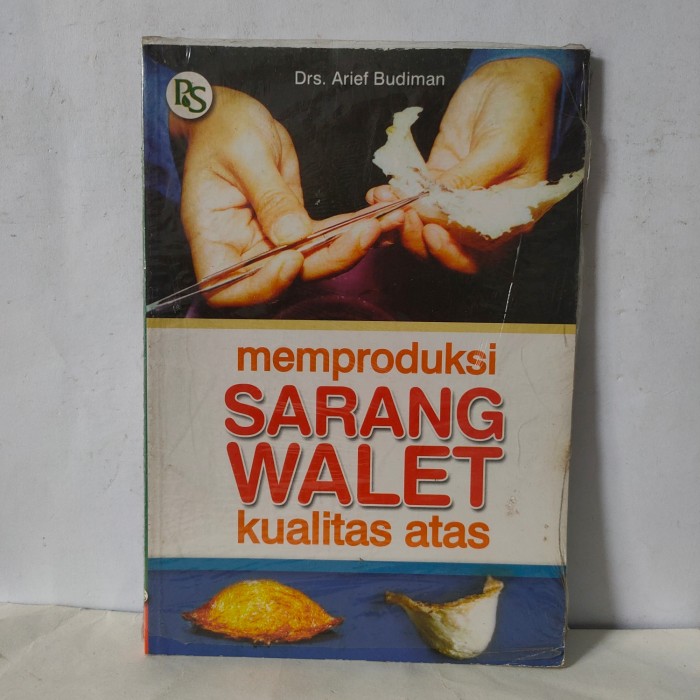 PS
Drs. Arief Budiman
memproduksi
SARANG
WALET
kualitas atas